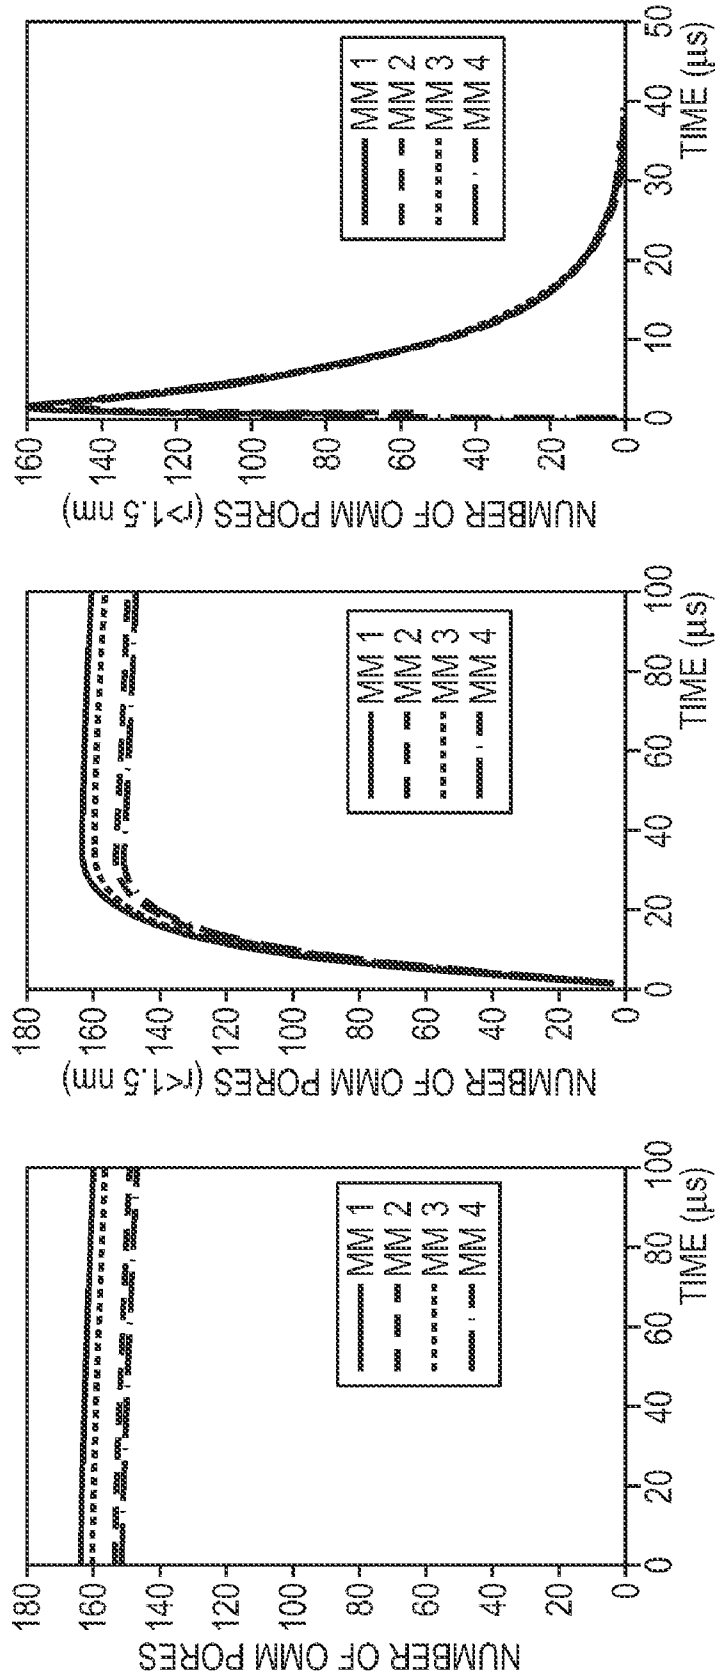 180
160
140
120
100
80
60
40
20
0
NUMBER OF OMM PORES
MM 1
MM 2
MM 3
MM 4
0 20 40 60 80 100
TIME (µs)
180
160
140
120
100
80
60
40
20
0
NUMBER OF OMM PORES (r<1.5 nm)
MM 1
MM 2
MM 3
MM 4
0 20 40 60 80 100
TIME (µs)
160
140
120
100
80
60
40
20
0
NUMBER OF OMM PORES (r>1.5 nm)
MM 1
MM 2
MM 3
MM 4
0 10 20 30 40 50
TIME (µs)